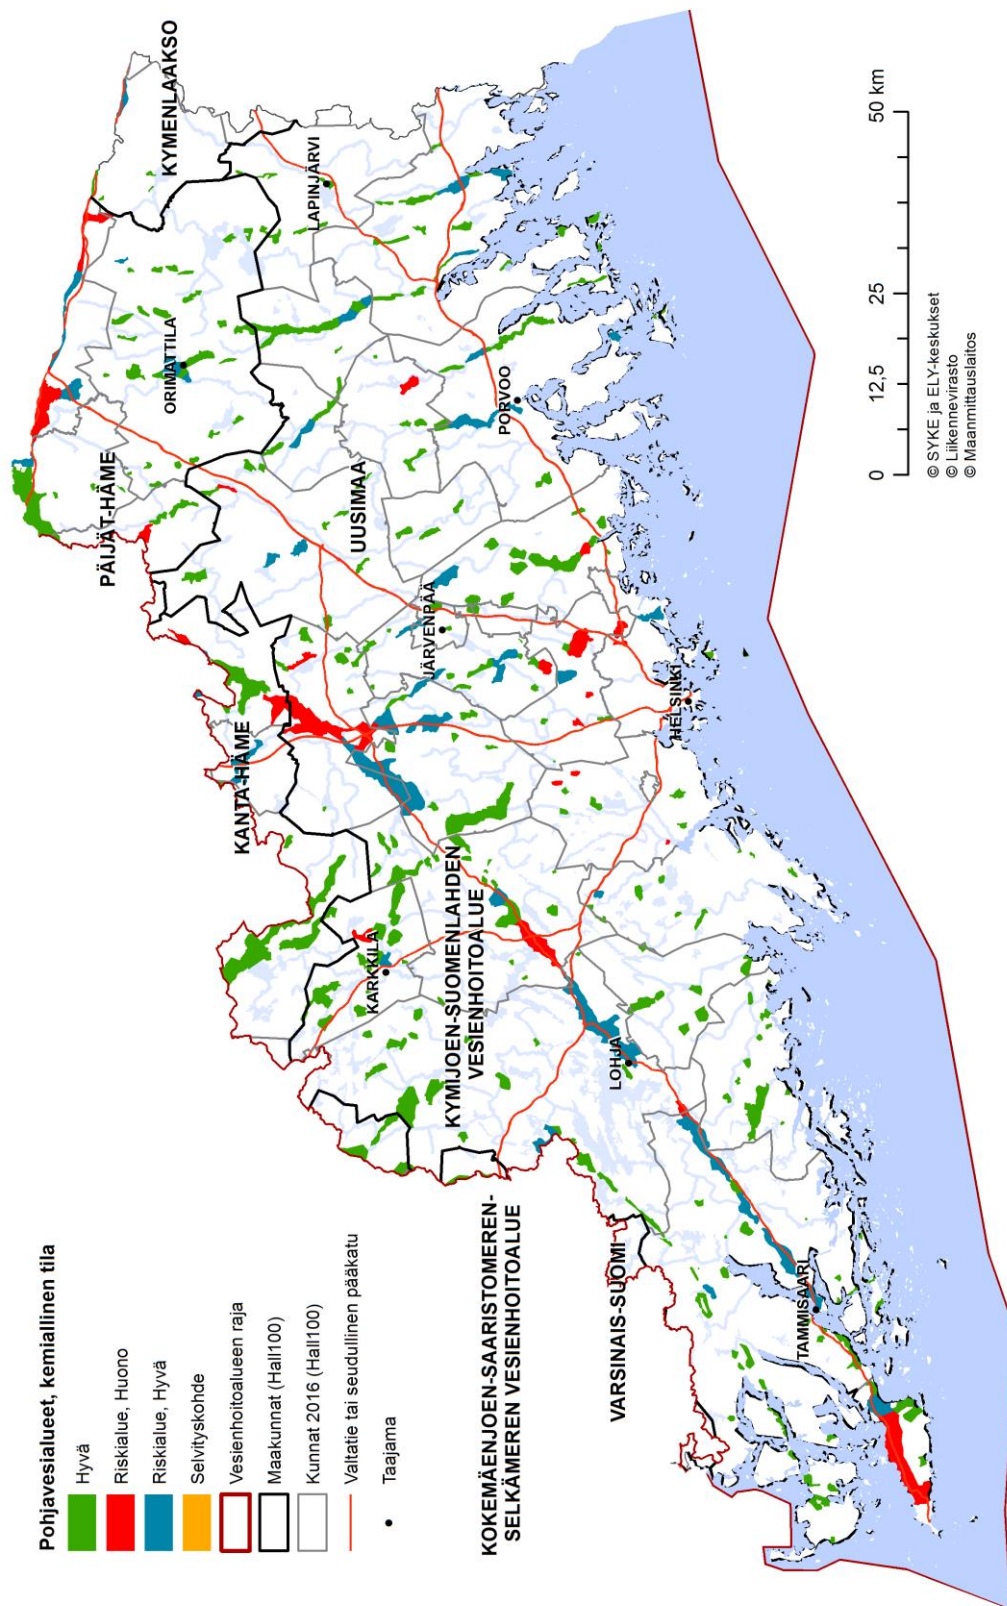 Pohjavesialueet, kemiallinen tila
Hyvä
Riskialue, Huono
Riskialue, Hyvä
Selvityskohde
Vesienhoitoalueen raja
Maakunnat (Hall100)
Kunnat 2016 (Hall100)
Valtatie tai seudullinen pääkatu
Taajama
KYMENLAAKSO
PÄIJÄT-HÄME
ORIMATTILA
LAPINJÄRVI
KANTA-HÄME
UUSIMAA
JÄRVENPÄÄ
PORVOO
KARKKILA
KYMIJOEN-SUOMENLAHDEN
VESIENHOITOALUE
HELSINKI
LOHJA
KOKEMÄENJOEN-SAARISTOMEREN-
SELKÄMEREN VESIENHOITOALUE
VARSINAIS-SUOMI
TAMMISAARI
0
12,5
25
50 km
© SYKE ja ELY-keskukset
© Liikennevirasto
© Maanmittauslaitos